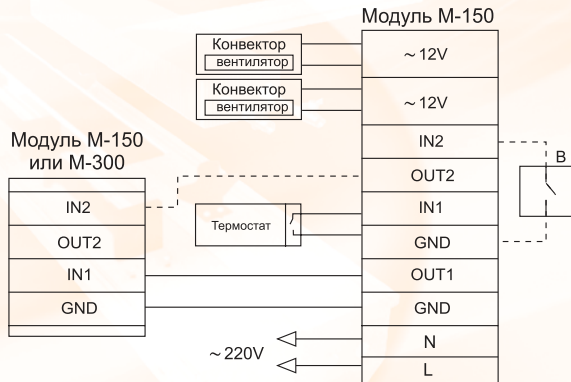 Модуль М-150
Конвектор
вентилятор
~ 12V
Конвектор
вентилятор
~ 12V
Модуль М-150
или М-300
IN2
OUT2
IN1
GND
Термостат
IN2
OUT2
IN1
GND
OUT1
GND
N
L
В
~ 220V